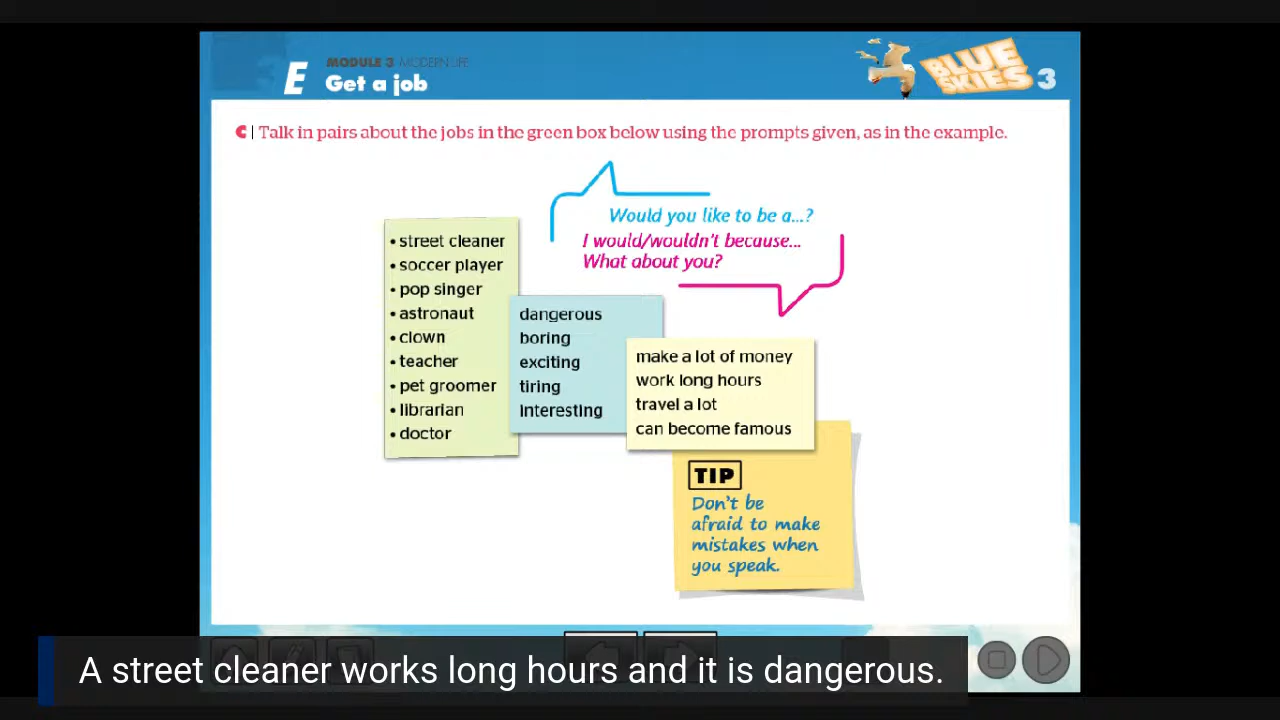 E
MODULE 3 MODERN LIFE
Get a job
BLUE
SKIES 3
C | Talk in pairs about the jobs in the green box below using the prompts given, as in the example.
Would you like to be a...?
I would/wouldn't because...
What about you?
• street cleaner
• soccer player
• pop singer
• astronaut
• clown
• teacher
• pet groomer
• librarian
• doctor
dangerous
boring
exciting
tiring
interesting
make a lot of money
work long hours
travel a lot
can become famous
TIP
Don't be
afraid to make
mistakes when
you speak.
A street cleaner works long hours and it is dangerous.